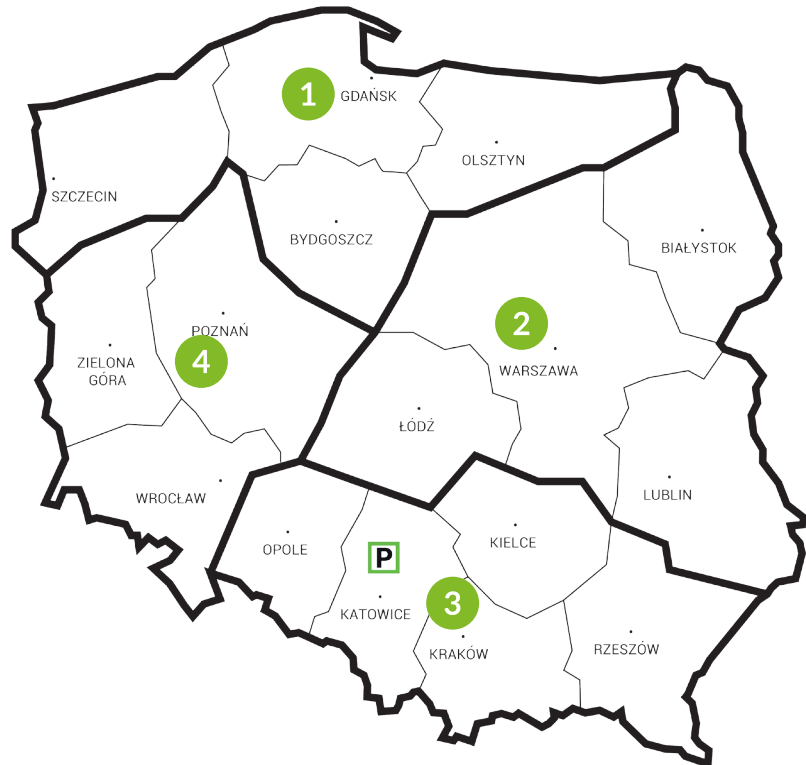 1
GDAŃSK
OLSZTYN
SZCZECIN
BYDGOSZCZ
BIAŁYSTOK
POZNAŃ
2
4
ZIELONA
GÓRA
WARSZAWA
ŁÓDŹ
WROCŁAW
LUBLIN
OPOLE
P
KIELCE
3
KATOWICE
KRAKÓW
RZESZÓW